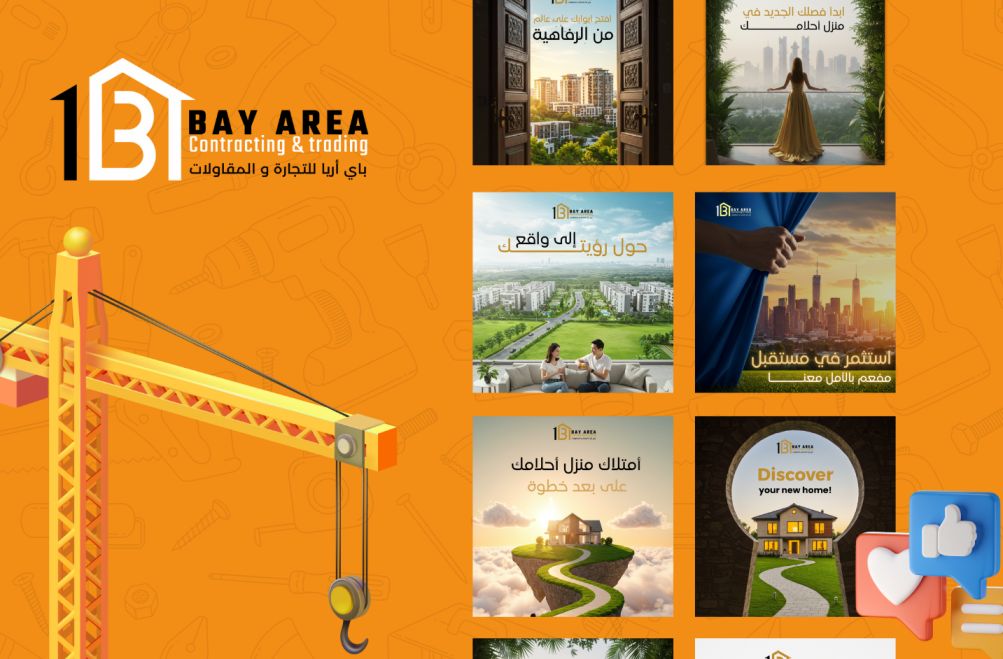 BAY AREA
Contracting & trading
باي أريا للتجارة و المقاولات
افتح أبوابك على عالم
من الرفاهية
ابدأ فصلك الجديد في
منزل أحلامك
BAY AREA
حول رؤيتك إلى واقع
BAY AREA
استثمر في مستقبل
مفعم بالأمل معنا
BAY AREA
أمتلاك منزل أحلامك
على بعد خطوة
BAY AREA
Discover
your new home!